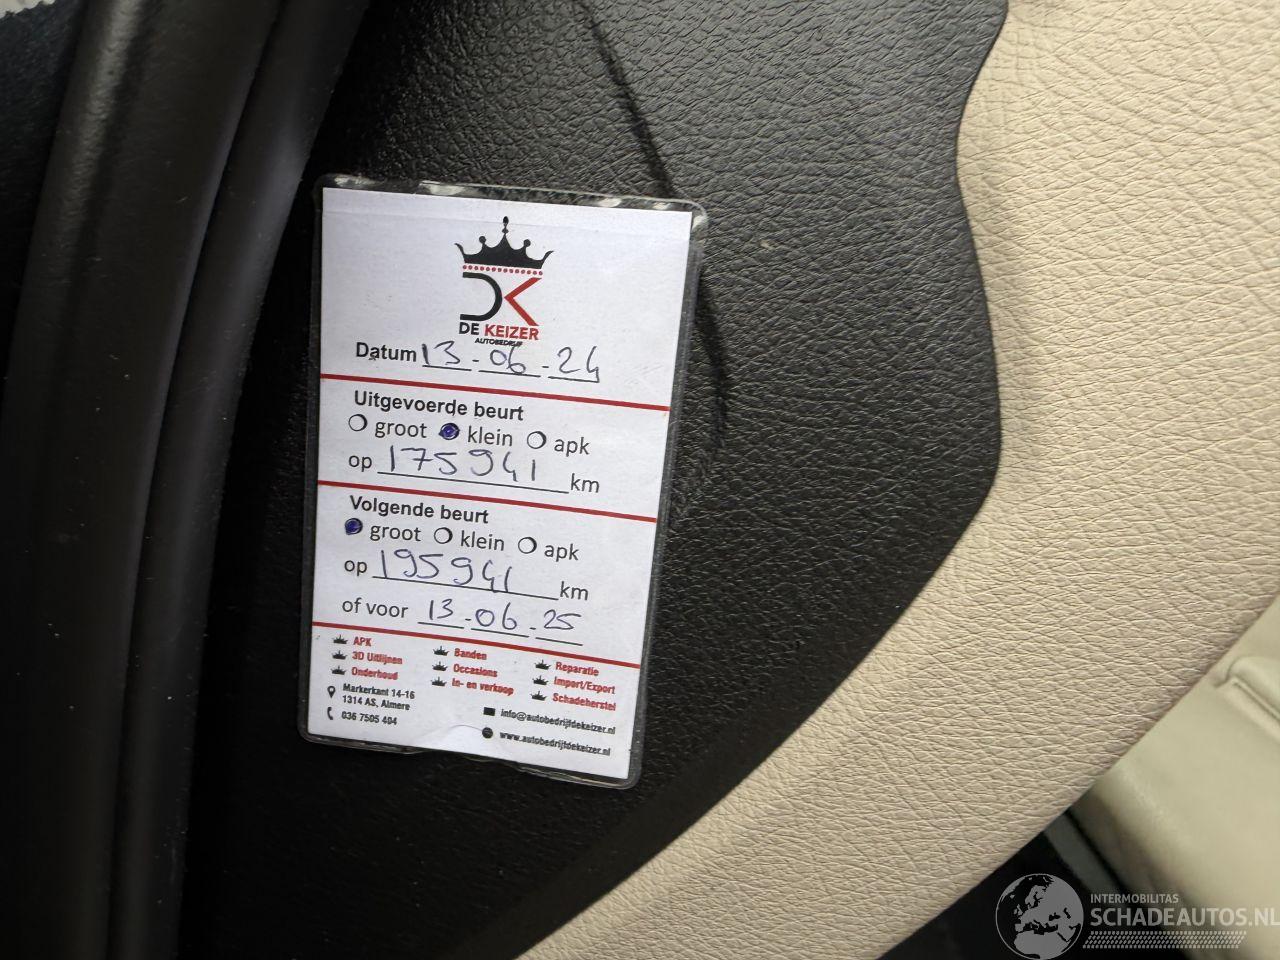 DK
DE KEIZER
AUTOBEDRIJF
Datum 13-06-24
Uitgevoerde beurt
groot klein apk
op 175941 km
Volgende beurt
groot klein apk
op 195941 km
of voor 13-06-25
APK Banden Reparatie
3D Uitlijnen Occasions Import/Export
Onderhoud In- en verkoop Schadeherstel
Markerkant 14-16
1314 AS, Almere
036 7505 404
info@autobedrijfdekeizer.nl
www.autobedrijfdekeizer.nl
INTERMOBILITAS
SCHADEAUTOS.NL